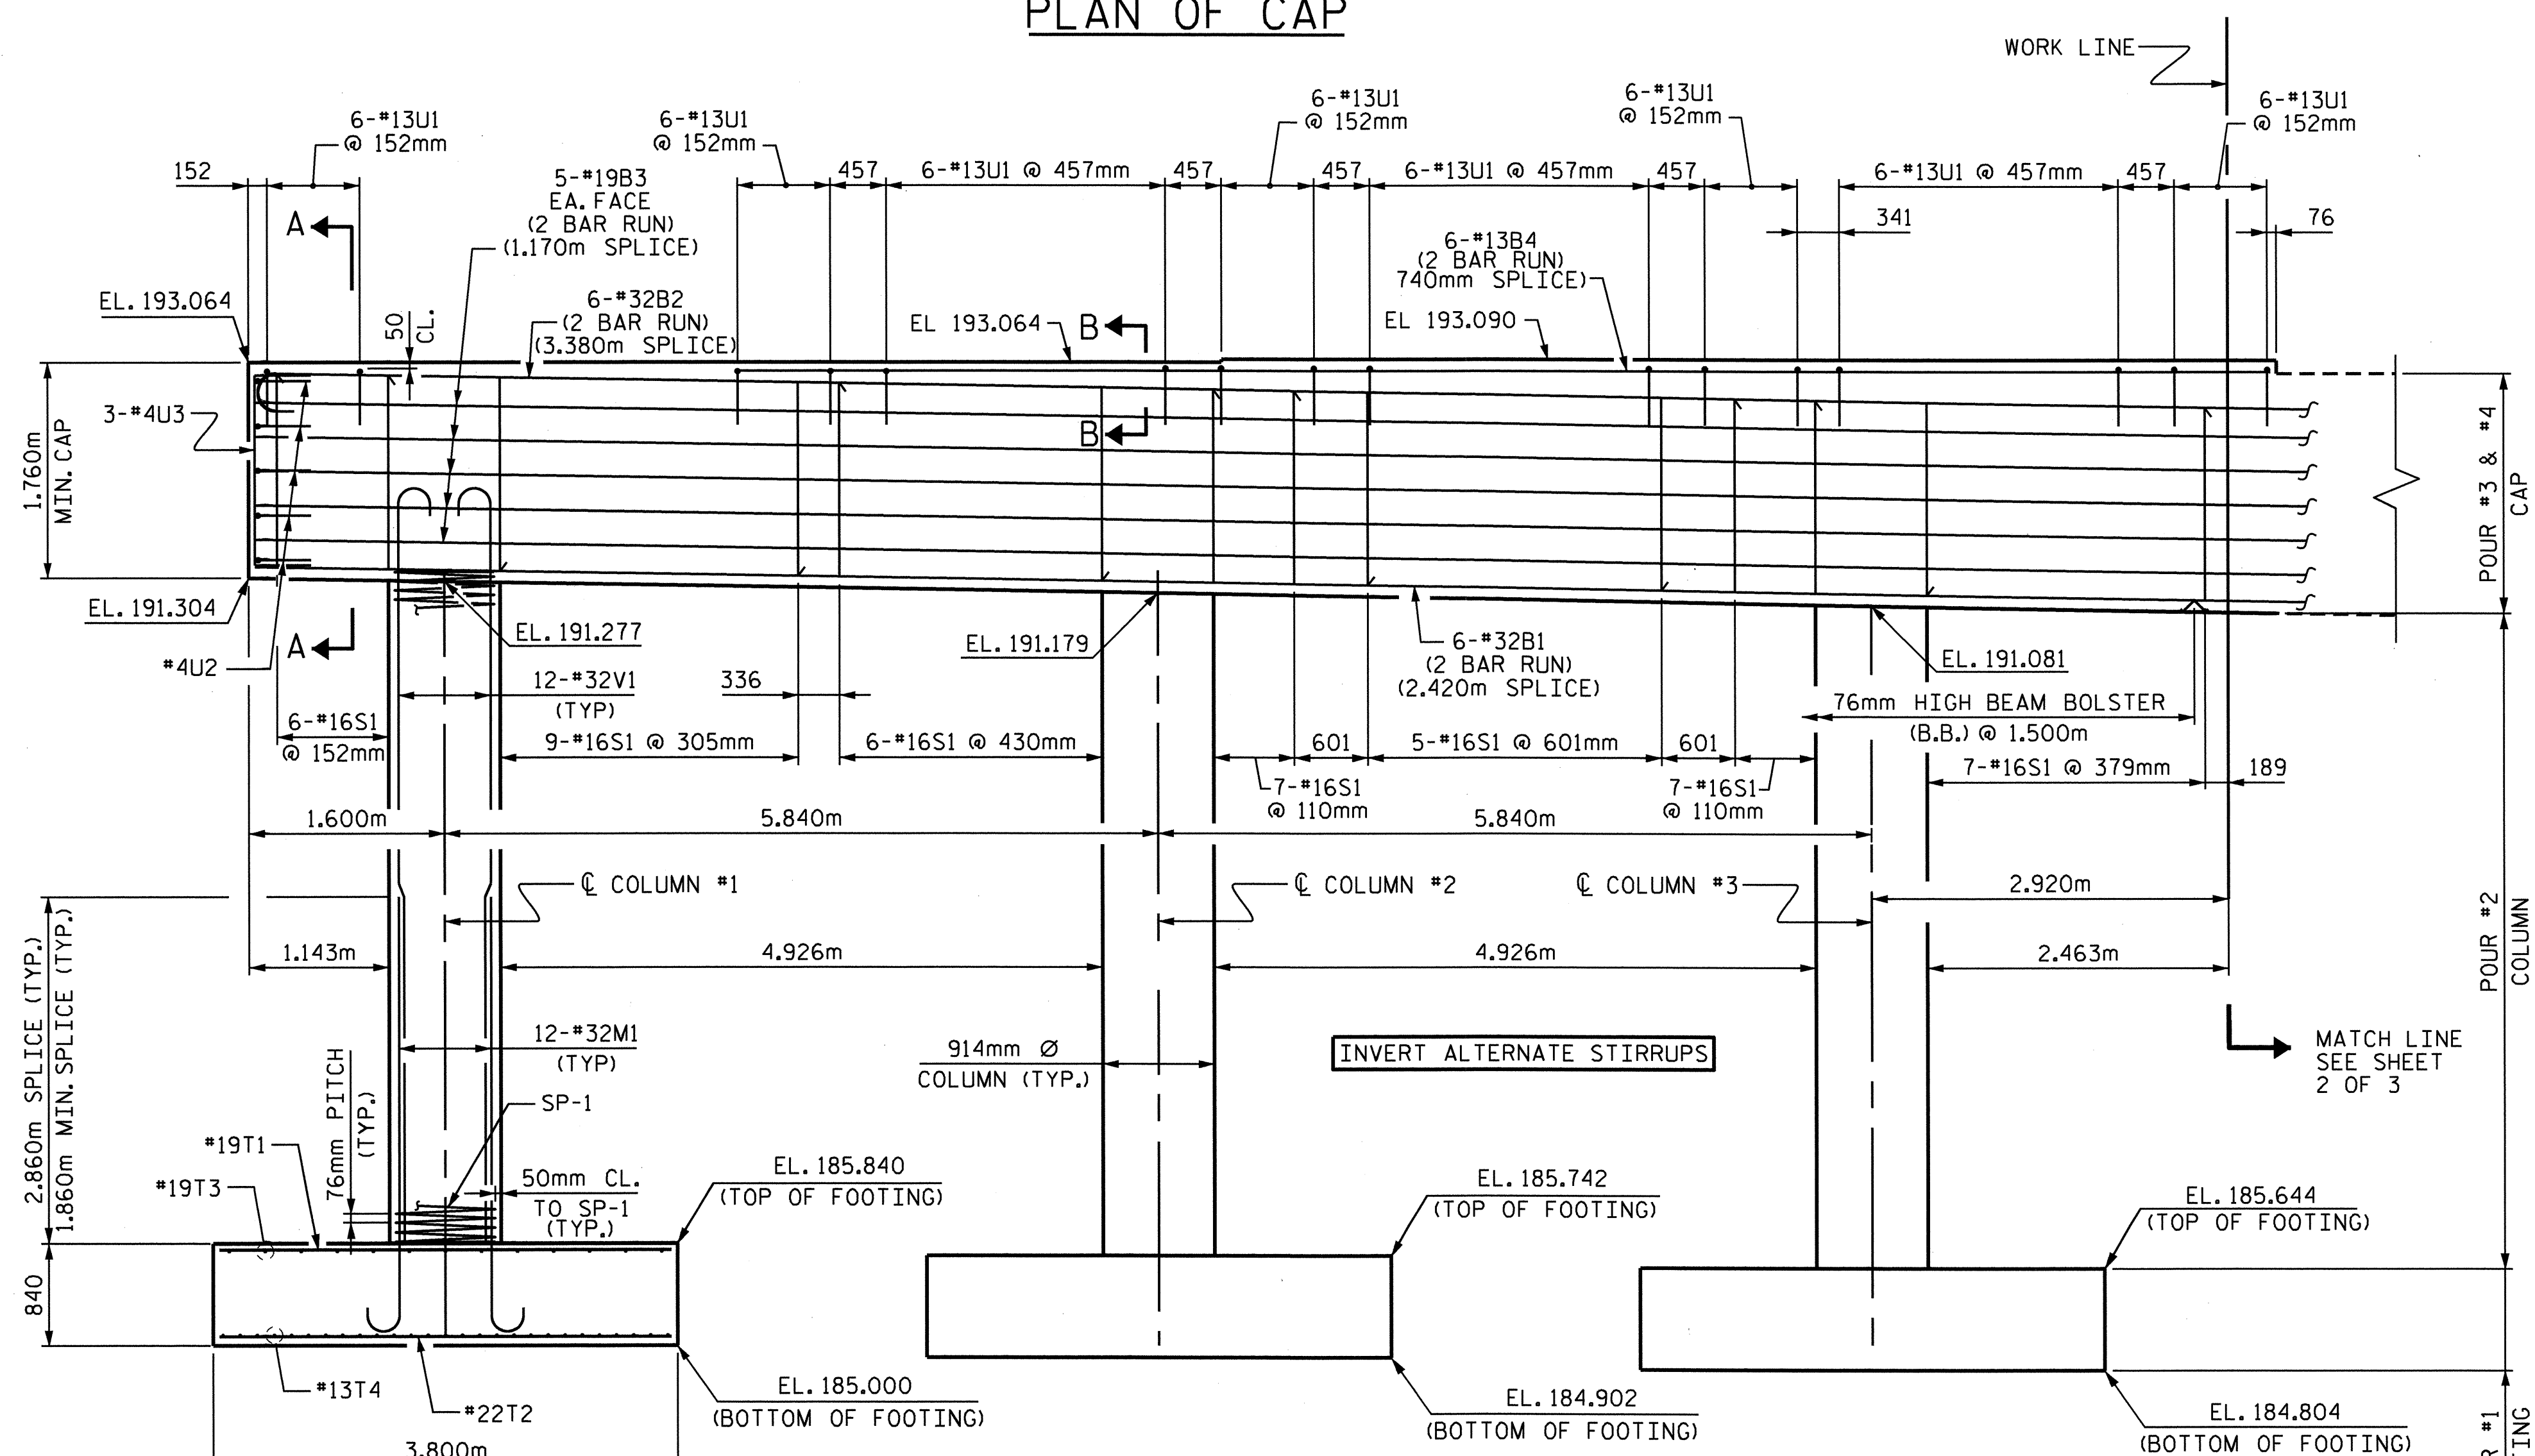 PLAN OF CAP
WORK LINE
6-#13U1
@ 152mm
6-#13U1
@ 152mm
6-#13U1
@ 152mm
6-#13U1
@ 152mm
6-#13U1
@ 152mm
152
457
6-#13U1 @ 457mm
457
457
6-#13U1 @ 457mm
457
6-#13U1 @ 457mm
457
341
76
A
5-#19B3
EA. FACE
(2 BAR RUN)
(1.170m SPLICE)
6-#13B4
(2 BAR RUN)
740mm SPLICE)
EL. 193.064
50
CL.
6-#32B2
(2 BAR RUN)
(3.380m SPLICE)
EL 193.064
B
EL 193.090
3-#4U3
B
1.760m
MIN. CAP
POUR #3 & #4
CAP
EL. 191.304
A
#4U2
EL. 191.277
EL. 191.179
6-#32B1
(2 BAR RUN)
(2.420m SPLICE)
EL. 191.081
12-#32V1
(TYP)
336
76mm HIGH BEAM BOLSTER
(B.B.) @ 1.500m
6-#16S1
@ 152mm
9-#16S1 @ 305mm
6-#16S1 @ 430mm
601
5-#16S1 @ 601mm
601
7-#16S1
@ 110mm
7-#16S1
@ 110mm
7-#16S1 @ 379mm
189
1.600m
5.840m
5.840m
℄ COLUMN #1
℄ COLUMN #2
℄ COLUMN #3
2.920m
1.143m
4.926m
4.926m
2.463m
2.860m SPLICE (TYP.)
1.860m MIN. SPLICE (TYP.)
POUR #2
COLUMN
12-#32M1
(TYP)
914mm Ø
COLUMN (TYP.)
INVERT ALTERNATE STIRRUPS
MATCH LINE
SEE SHEET
2 OF 3
76mm PITCH
(TYP.)
SP-1
#19T1
#19T3
50mm CL.
TO SP-1
(TYP.)
EL. 185.840
(TOP OF FOOTING)
EL. 185.742
(TOP OF FOOTING)
EL. 185.644
(TOP OF FOOTING)
840
#13T4
#22T2
EL. 185.000
(BOTTOM OF FOOTING)
EL. 184.902
(BOTTOM OF FOOTING)
EL. 184.804
(BOTTOM OF FOOTING)
3.800m
#1